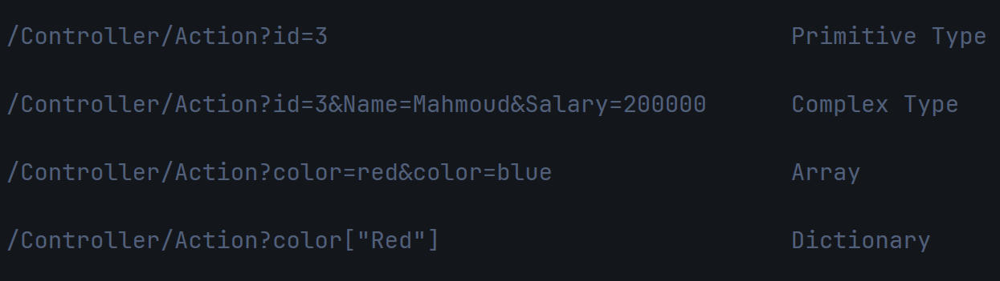 /Controller/Action?id=3 Primitive Type
/Controller/Action?id=3&Name=Mahmoud&Salary=200000 Complex Type
/Controller/Action?color=red&color=blue Array
/Controller/Action?color["Red"] Dictionary